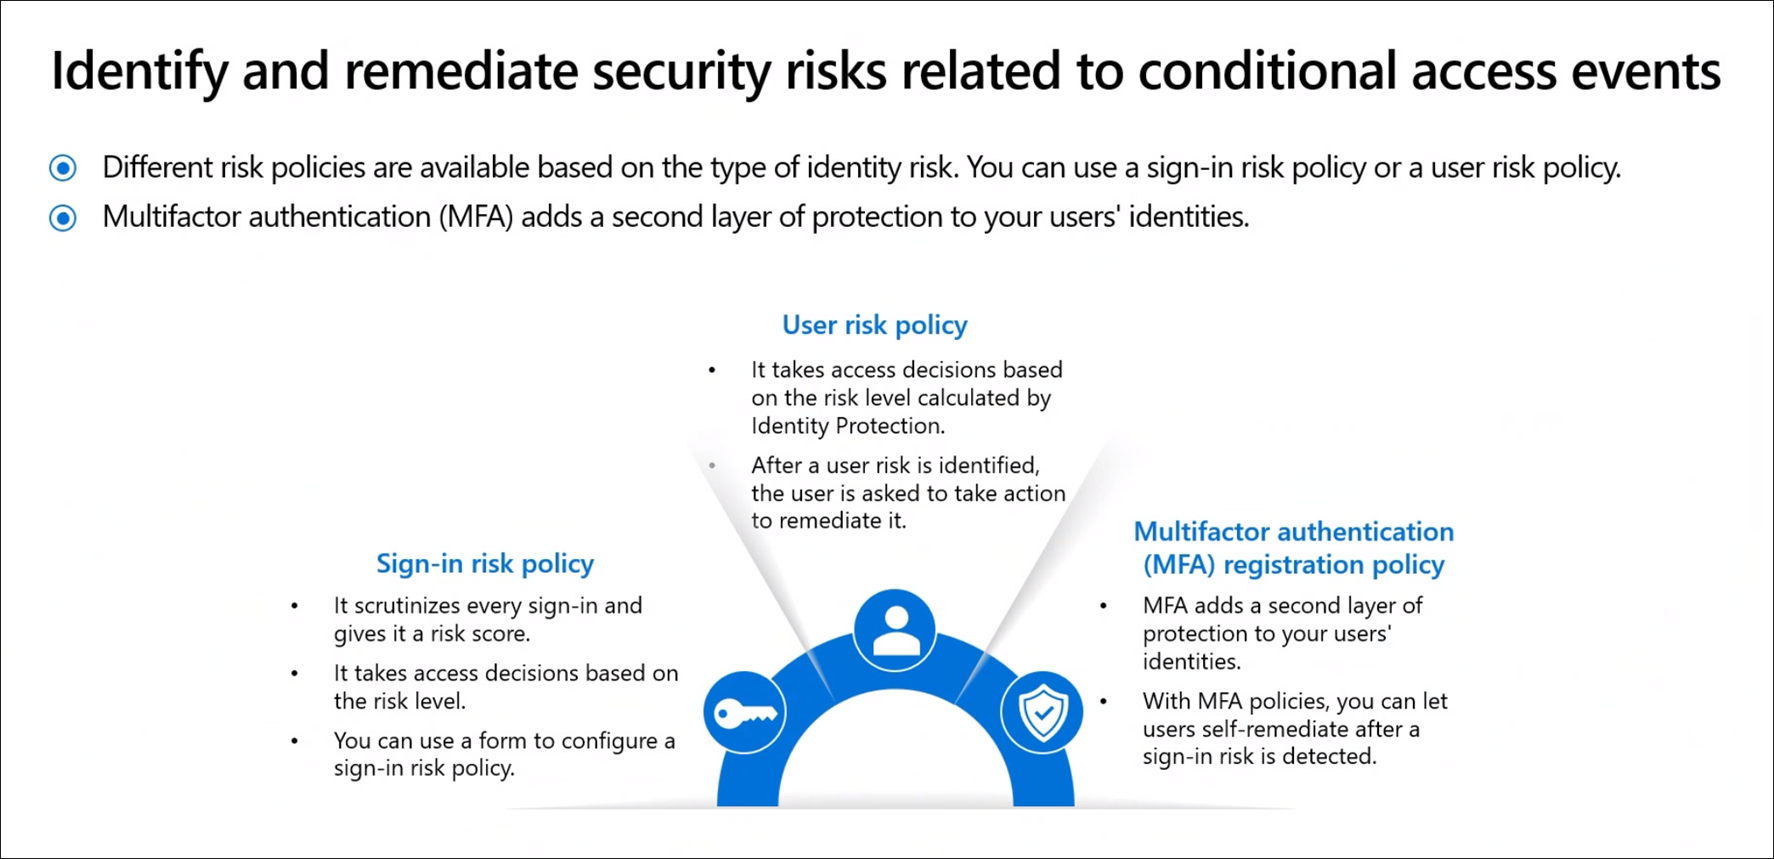 Identify and remediate security risks related to conditional access events
Different risk policies are available based on the type of identity risk. You can use a sign-in risk policy or a user risk policy.
Multifactor authentication (MFA) adds a second layer of protection to your users' identities.
User risk policy
• It takes access decisions based
on the risk level calculated by
Identity Protection.
• After a user risk is identified,
the user is asked to take action
to remediate it.
Sign-in risk policy
• It scrutinizes every sign-in and
gives it a risk score.
• It takes access decisions based on
the risk level.
• You can use a form to configure a
sign-in risk policy.
Multifactor authentication
(MFA) registration policy
• MFA adds a second layer of
protection to your users'
identities.
• With MFA policies, you can let
users self-remediate after a
sign-in risk is detected.